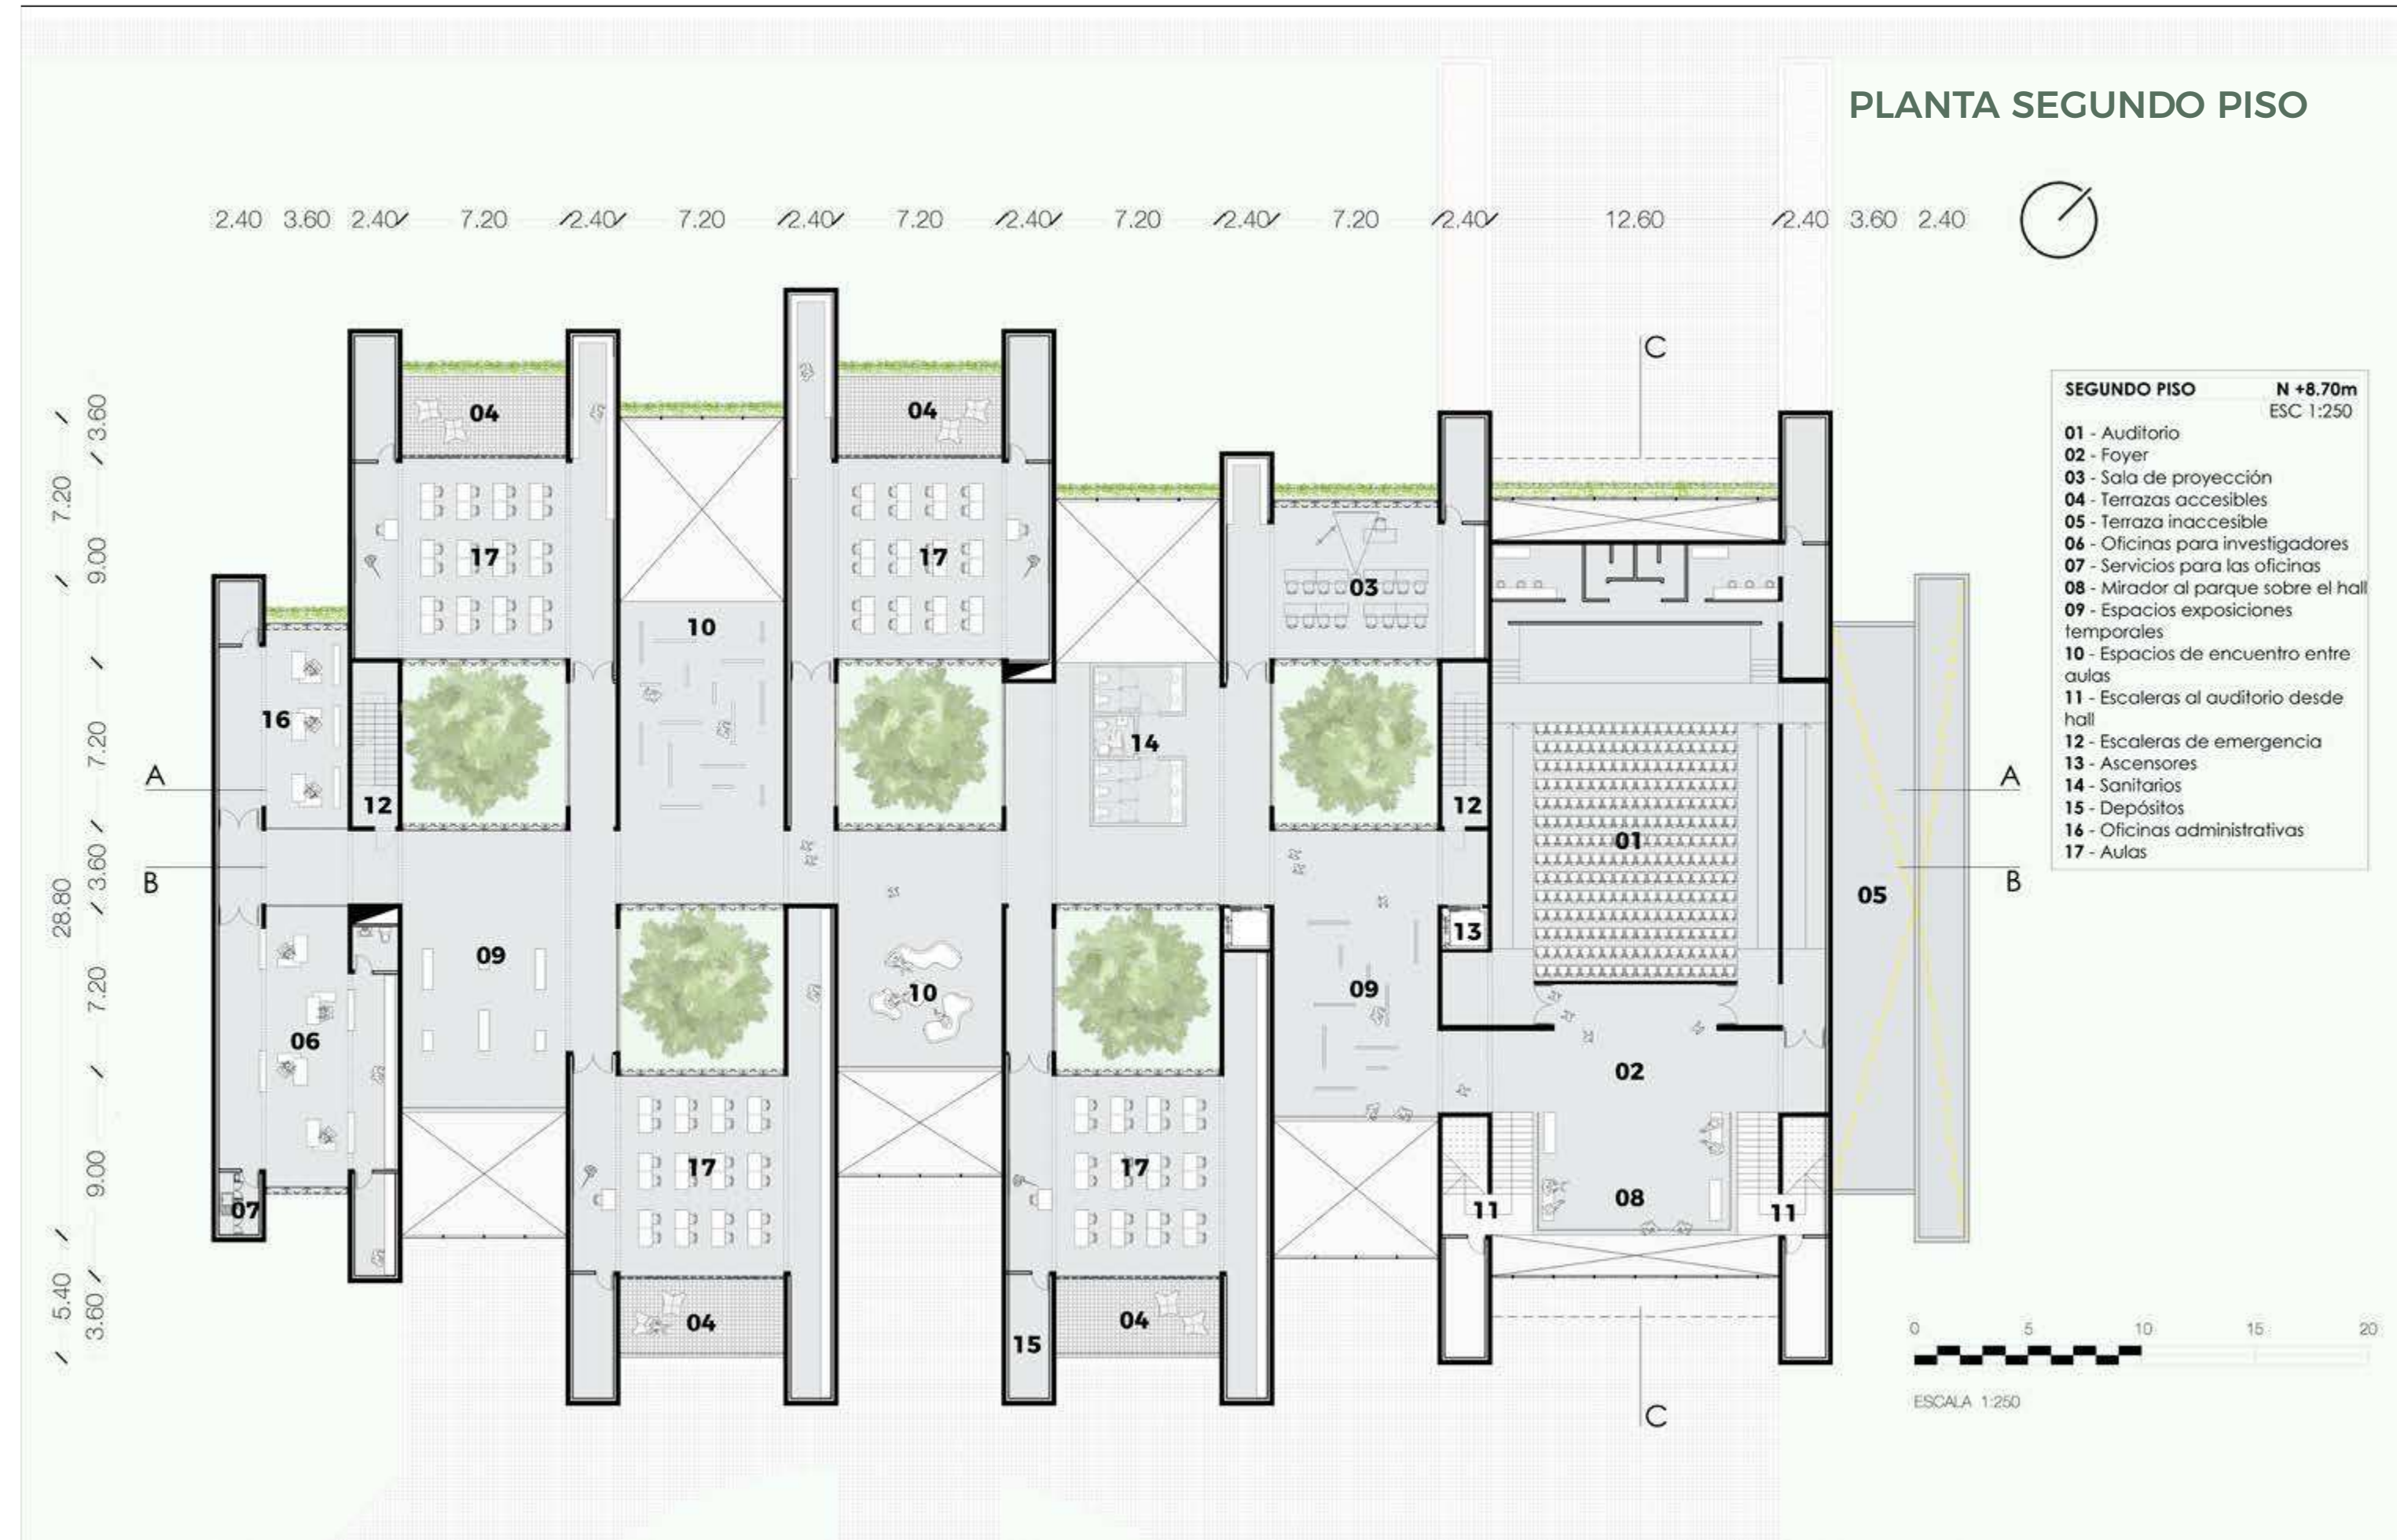 PLANTA SEGUNDO PISO
2.40 3.60 2.40 7.20 2.40 7.20 2.40 7.20 2.40 7.20 2.40 7.20 2.40 12.60 2.40 3.60 2.40
C
SEGUNDO PISO N +8.70m
ESC 1:250
01 - Auditorio
02 - Foyer
03 - Sala de proyección
04 - Terrazas accesibles
05 - Terraza inaccesible
06 - Oficinas para investigadores
07 - Servicios para las oficinas
08 - Mirador al parque sobre el hall
09 - Espacios exposiciones
temporales
10 - Espacios de encuentro entre
aulas
11 - Escaleras al auditorio desde
hall
12 - Escaleras de emergencia
13 - Ascensores
14 - Sanitarios
15 - Depósitos
16 - Oficinas administrativas
17 - Aulas
7.20
28.80
5.40
3.60
9.00
7.20
3.60
7.20
9.00
3.60
04 04
17 17 03
10
16 14
A A
12 12
01
B B
05
13
09 10 09
06
02
17 17
08
07 11 11
04 04
15
0 5 10 15 20
ESCALA 1:250
C